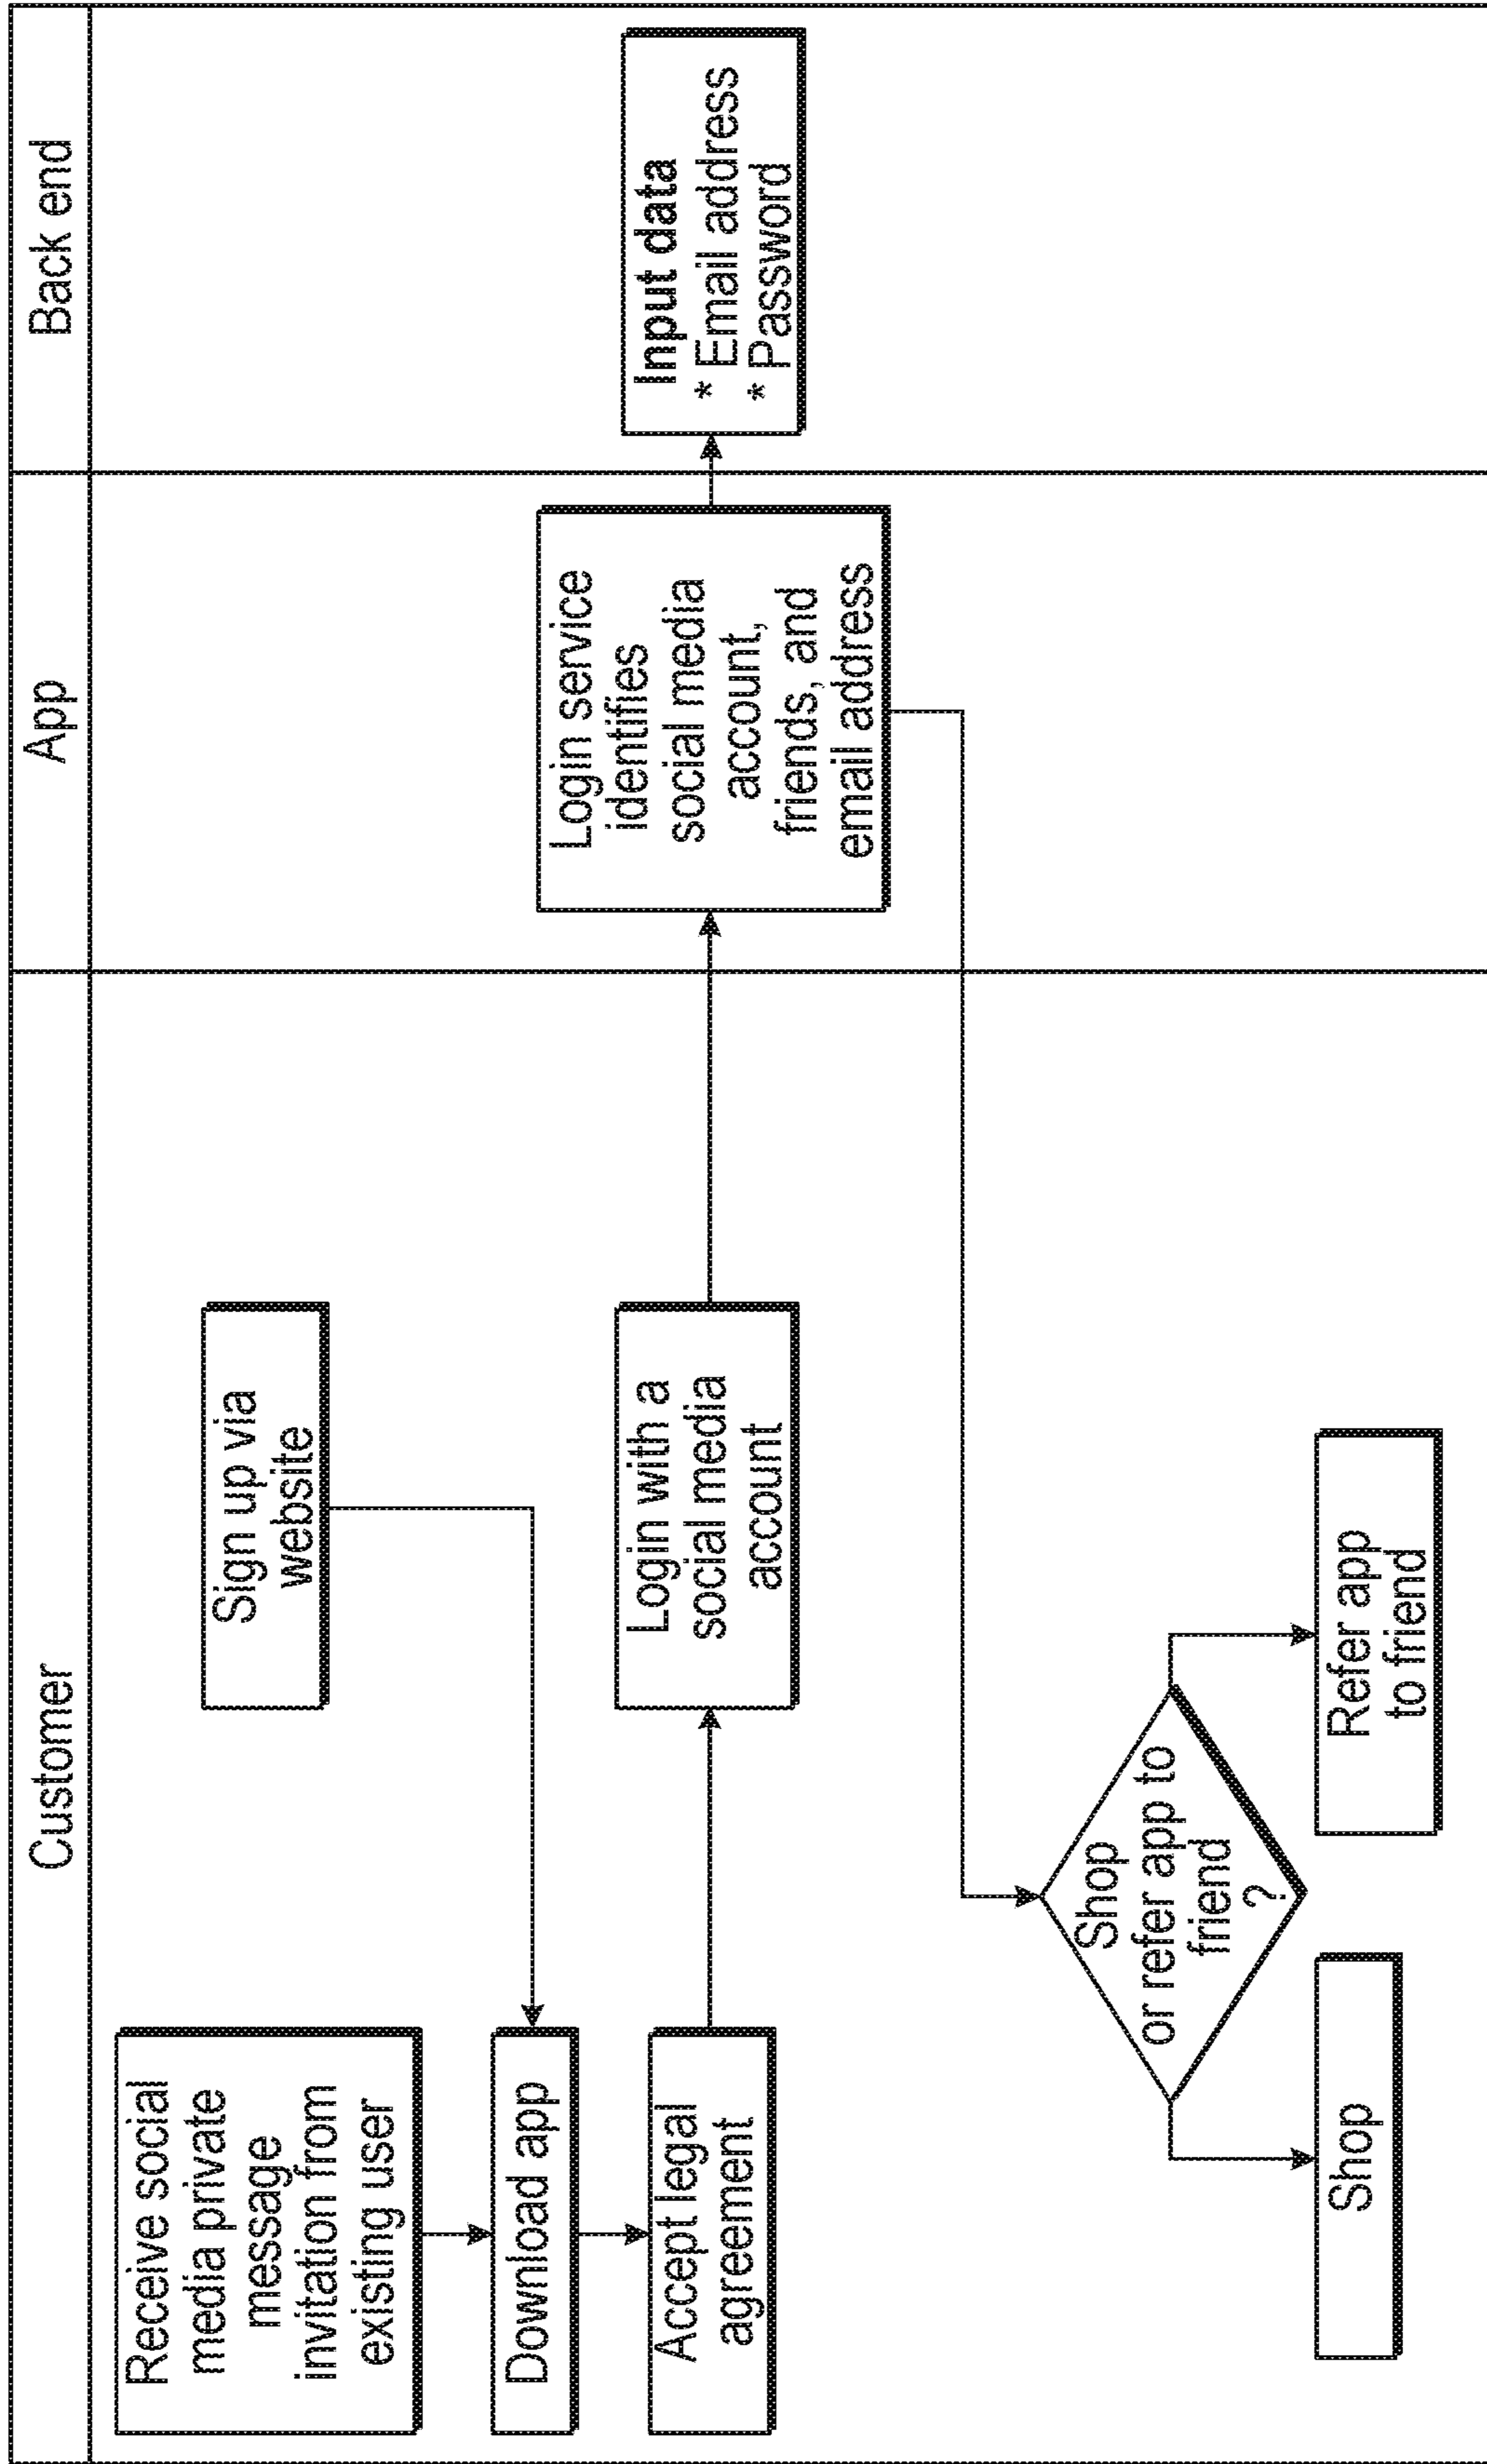 Customer
App
Back end
Receive social
media private
message
invitation from
existing user
Sign up via
website
Download app
Accept legal
agreement
Login with a
social media
account
Login service
identifies
social media
account,
friends, and
email address
Input data
* Email address
* Password
Shop
or refer app to
friend
?
Shop
Refer app
to friend